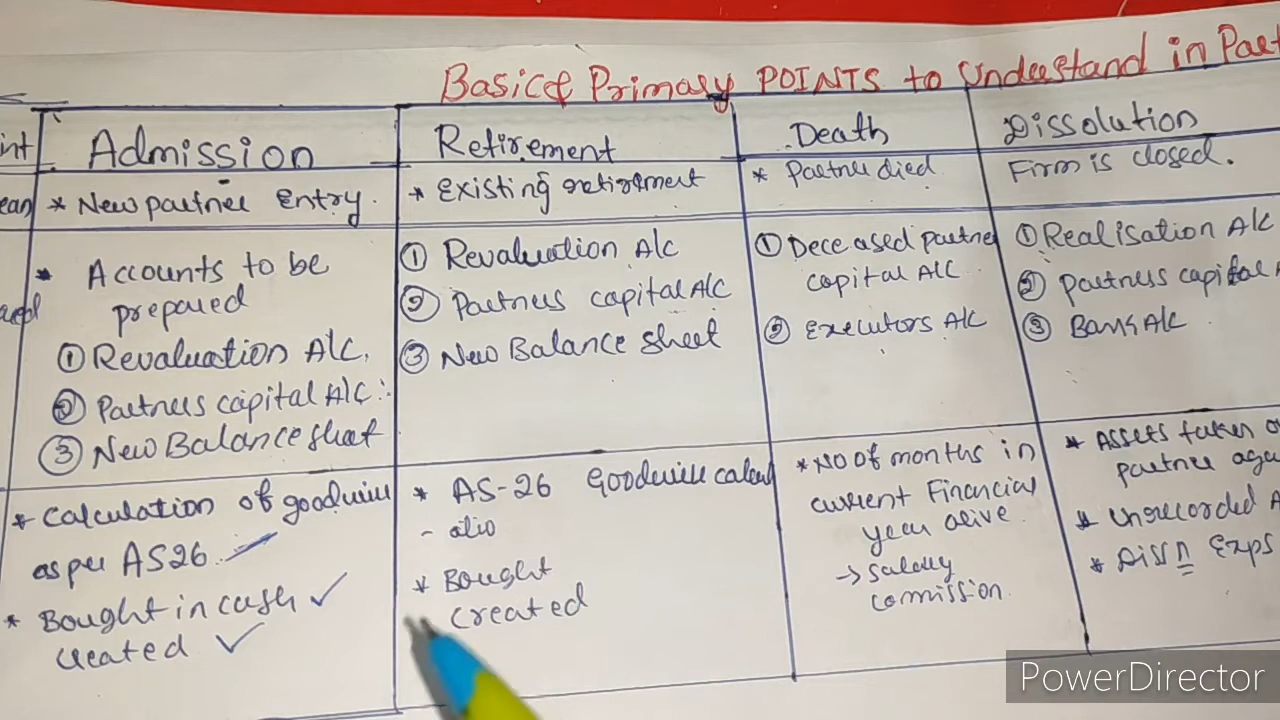 Basic & Primary POINTS to Understand in Part
int
Admission
Retirement
Death
Dissolution
ean
* New partner Entry.
* Existing retirement
* Partner died
Firm is closed.
* Accounts to be
prepared
① Revaluation A/c.
② Partners capital A/C :-
③ New Balance sheet
① Revaluation A/c
② Partners capital A/C
③ New Balance sheet
① Deceased partner
capital A/C
② Executors A/c
① Realisation A/c
② Partners capital A
③ Bank A/c
* calculation of goodwill
as per AS26
* Bought in cash ✓
created ✓
* AS-26 Goodwill
- ation
* Bought
created
* No of months in
current Financial
year alive
→ Salary
commission.
* Assets taken o
partner aga
* unrecorded A
* Dissn Exps
PowerDirector